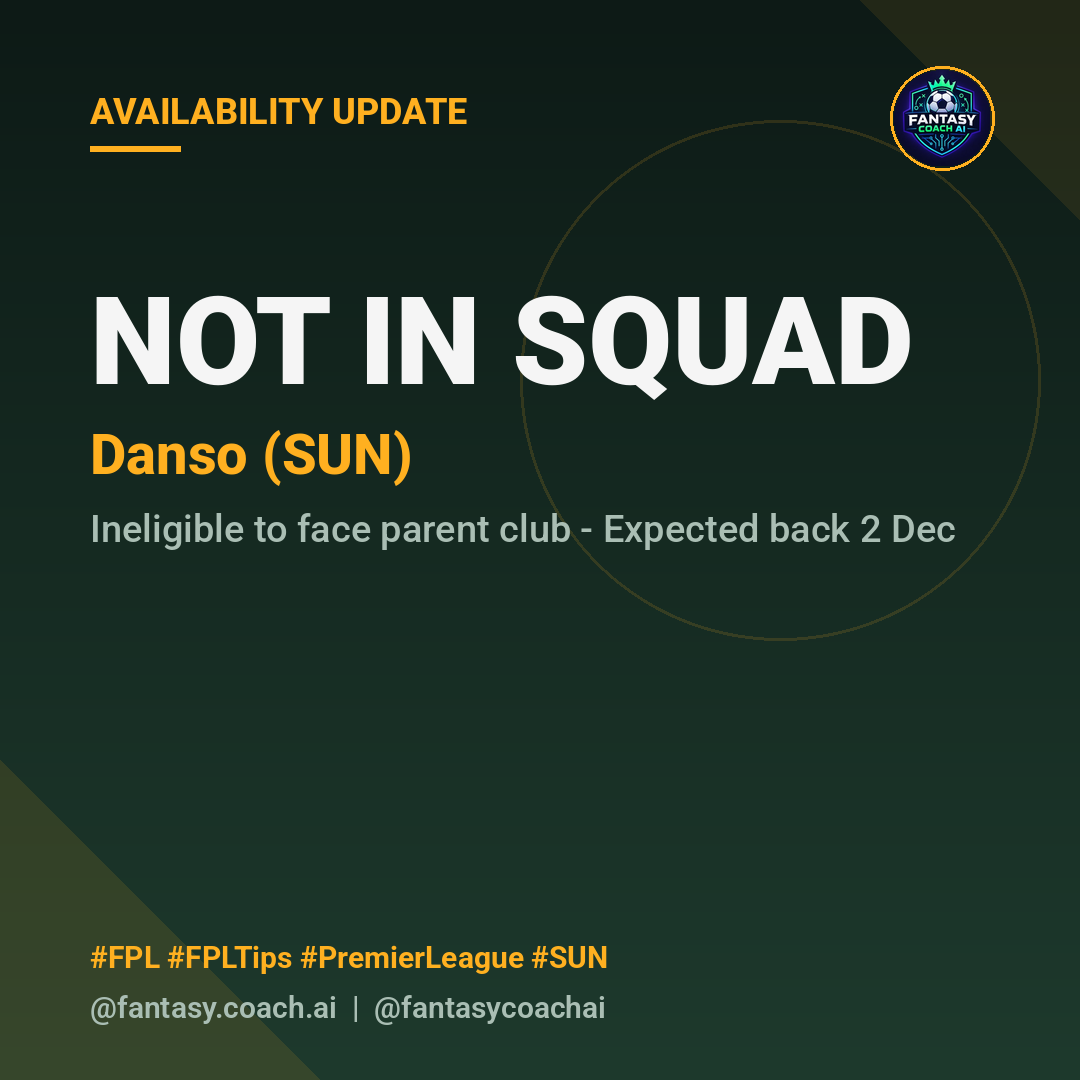 AVAILABILITY UPDATE
FANTASY
COACH AI
NOT IN SQUAD
Danso (SUN)
Ineligible to face parent club - Expected back 2 Dec
#FPL #FPLTips #PremierLeague #SUN
@fantasy.coach.ai | @fantasycoachai